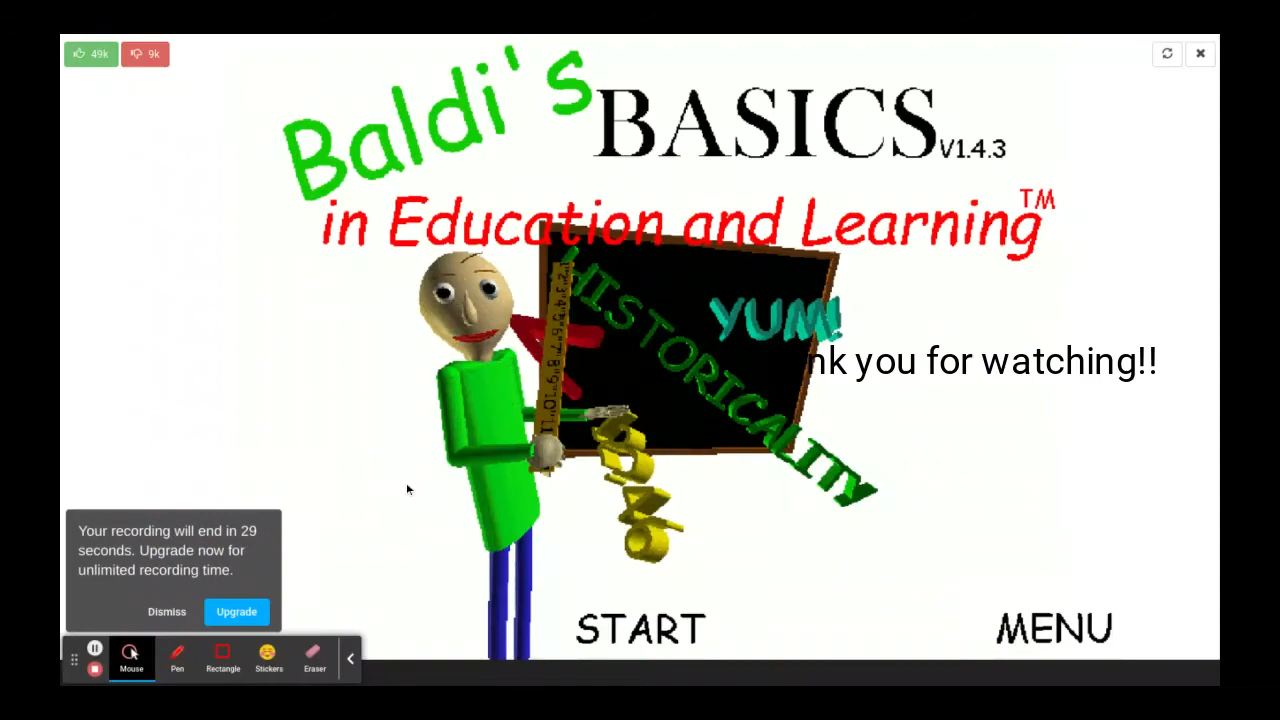 49k
9k
Baldi's BASICS V1.4.3
in Education and Learning TM
HISTORICALITY
YUM!
nk you for watching!!
Your recording will end in 29
seconds. Upgrade now for
unlimited recording time.
Dismiss
Upgrade
START
MENU
Mouse
Pen
Rectangle
Stickers
Eraser